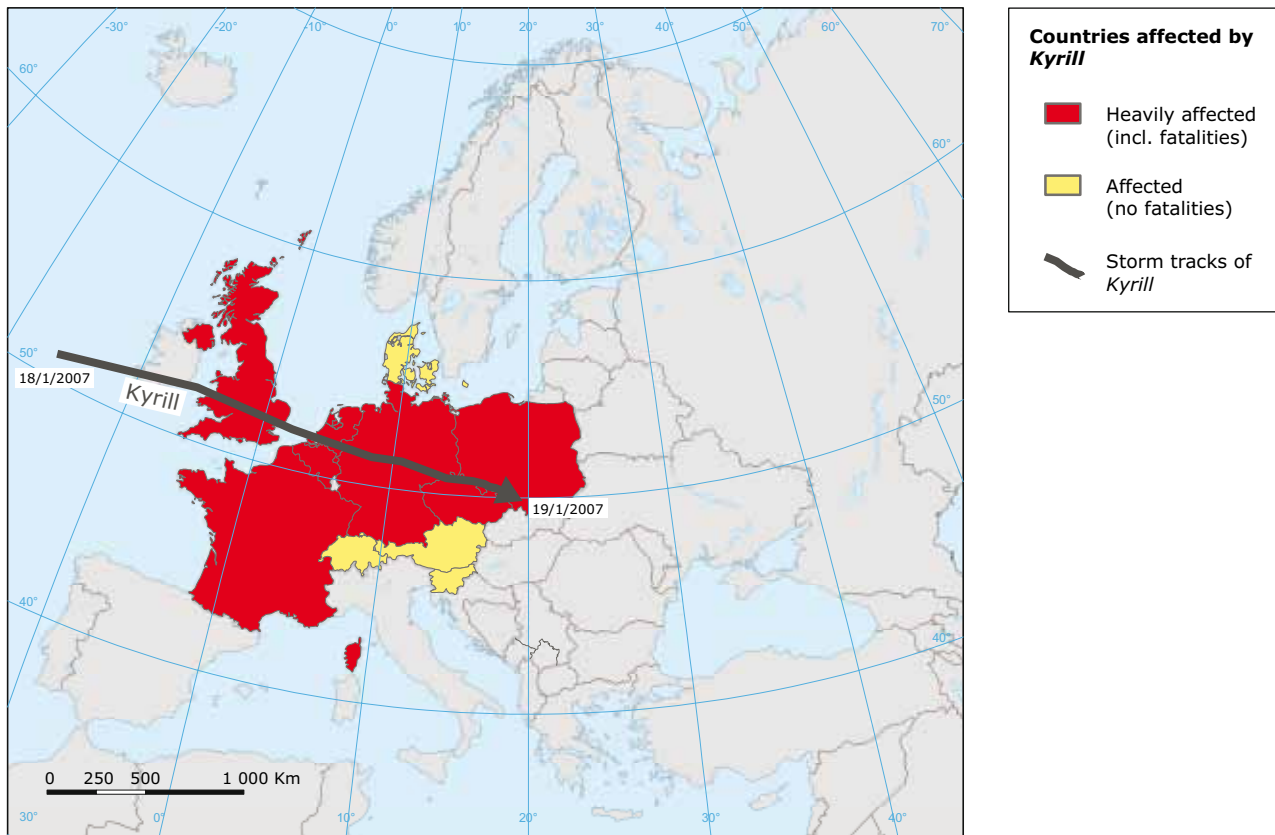 -30°
-20°
-10°
0°
10°
20°
30°
40°
50°
60°
70°
60°
60°
50°
50°
18/1/2007
Kyrill
19/1/2007
40°
40°
0 250 500 1 000 Km
30°
0°
10°
20°
30°
40°
Countries affected by
Kyrill
Heavily affected
(incl. fatalities)
Affected
(no fatalities)
Storm tracks of
Kyrill